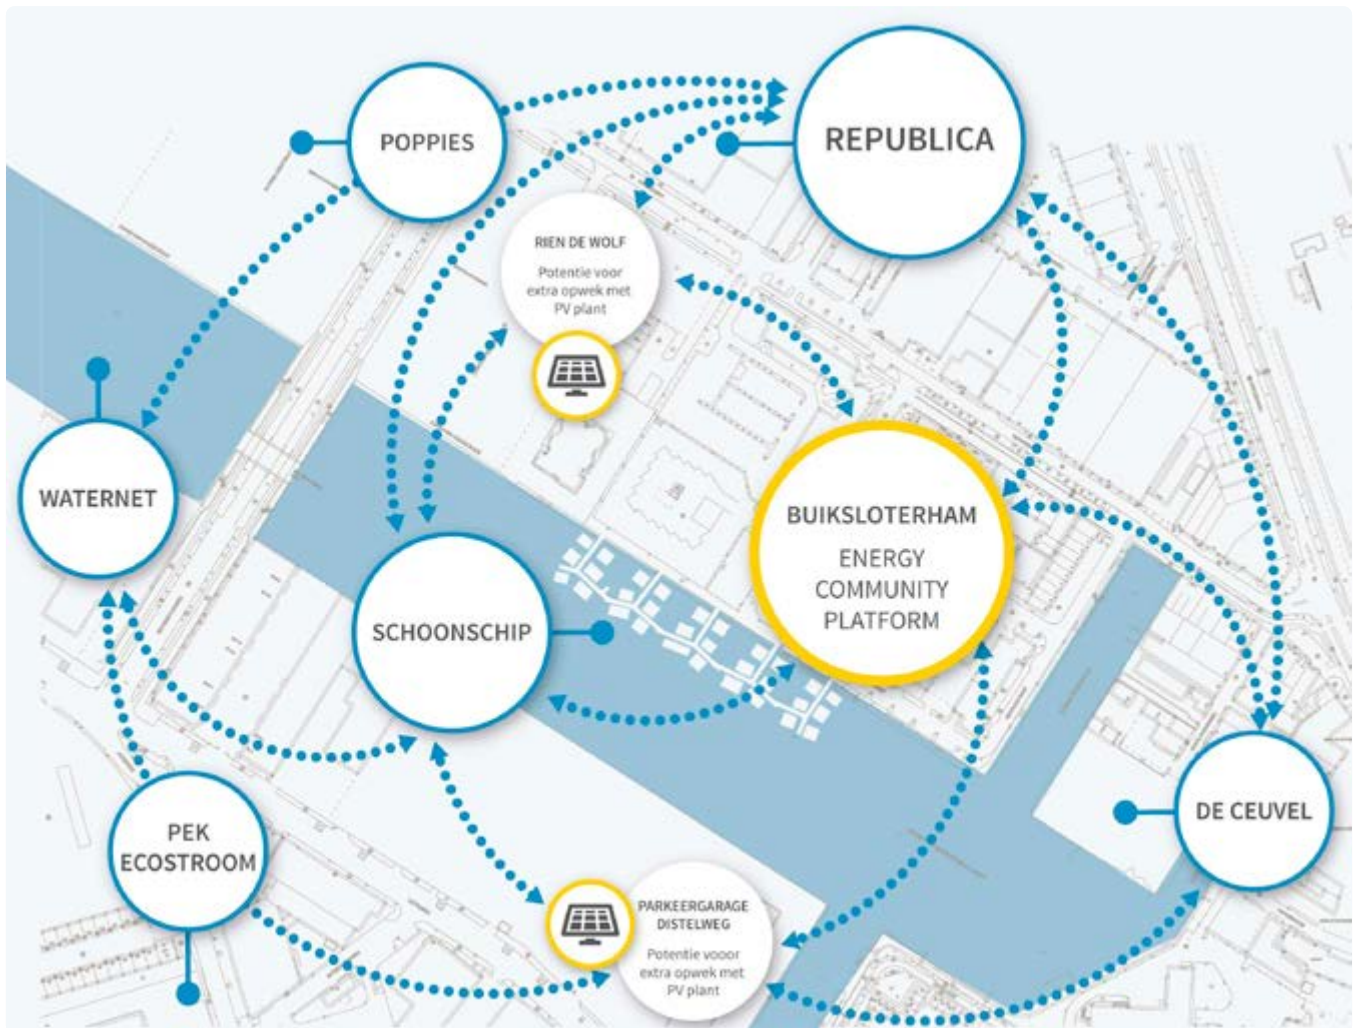 POPPIES
REPUBLICA
RIEN DE WOLF
Potentie voor
extra opwek met
PV plant
WATERNET
BUIKSLOTERHAM
ENERGY
COMMUNITY
PLATFORM
SCHOONSCHIP
DE CEUVEL
PEK
ECOSTROOM
PARKEERGARAGE
DISTELWEG
Potentie vooor
extra opwek met
PV plant